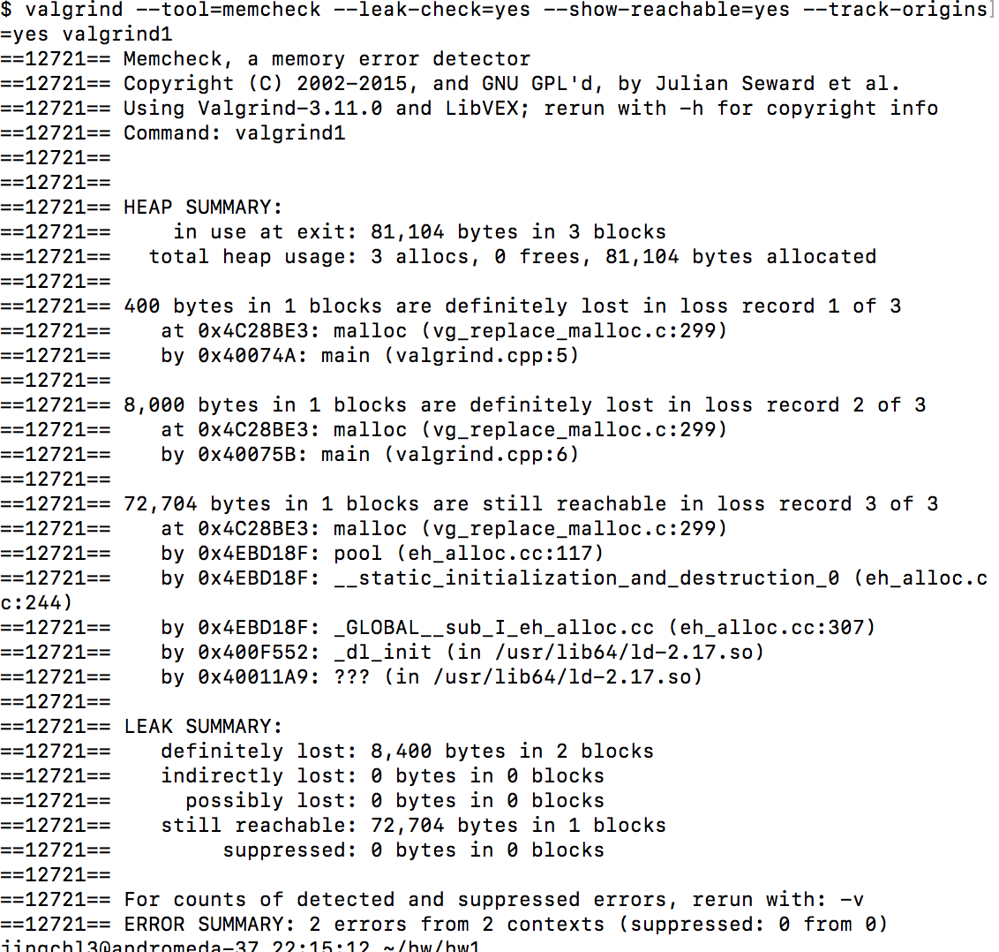 $ valgrind --tool=memcheck --leak-check=yes --show-reachable=yes --track-origins]
=yes valgrind1
==12721== Memcheck, a memory error detector
==12721== Copyright (C) 2002-2015, and GNU GPL'd, by Julian Seward et al.
==12721== Using Valgrind-3.11.0 and LibVEX; rerun with -h for copyright info
==12721== Command: valgrind1
==12721==
==12721==
==12721== HEAP SUMMARY:
==12721==     in use at exit: 81,104 bytes in 3 blocks
==12721==   total heap usage: 3 allocs, 0 frees, 81,104 bytes allocated
==12721==
==12721== 400 bytes in 1 blocks are definitely lost in loss record 1 of 3
==12721==    at 0x4C28BE3: malloc (vg_replace_malloc.c:299)
==12721==    by 0x40074A: main (valgrind.cpp:5)
==12721==
==12721== 8,000 bytes in 1 blocks are definitely lost in loss record 2 of 3
==12721==    at 0x4C28BE3: malloc (vg_replace_malloc.c:299)
==12721==    by 0x40075B: main (valgrind.cpp:6)
==12721==
==12721== 72,704 bytes in 1 blocks are still reachable in loss record 3 of 3
==12721==    at 0x4C28BE3: malloc (vg_replace_malloc.c:299)
==12721==    by 0x4EBD18F: pool (eh_alloc.cc:117)
==12721==    by 0x4EBD18F: __static_initialization_and_destruction_0 (eh_alloc.c
c:244)
==12721==    by 0x4EBD18F: _GLOBAL__sub_I_eh_alloc.cc (eh_alloc.cc:307)
==12721==    by 0x400F552: _dl_init (in /usr/lib64/ld-2.17.so)
==12721==    by 0x40011A9: ??? (in /usr/lib64/ld-2.17.so)
==12721==
==12721== LEAK SUMMARY:
==12721==    definitely lost: 8,400 bytes in 2 blocks
==12721==    indirectly lost: 0 bytes in 0 blocks
==12721==      possibly lost: 0 bytes in 0 blocks
==12721==    still reachable: 72,704 bytes in 1 blocks
==12721==         suppressed: 0 bytes in 0 blocks
==12721==
==12721== For counts of detected and suppressed errors, rerun with: -v
==12721== ERROR SUMMARY: 2 errors from 2 contexts (suppressed: 0 from 0)
jingchl3@andromeda-37 22:15:12 ~/hw/hw1